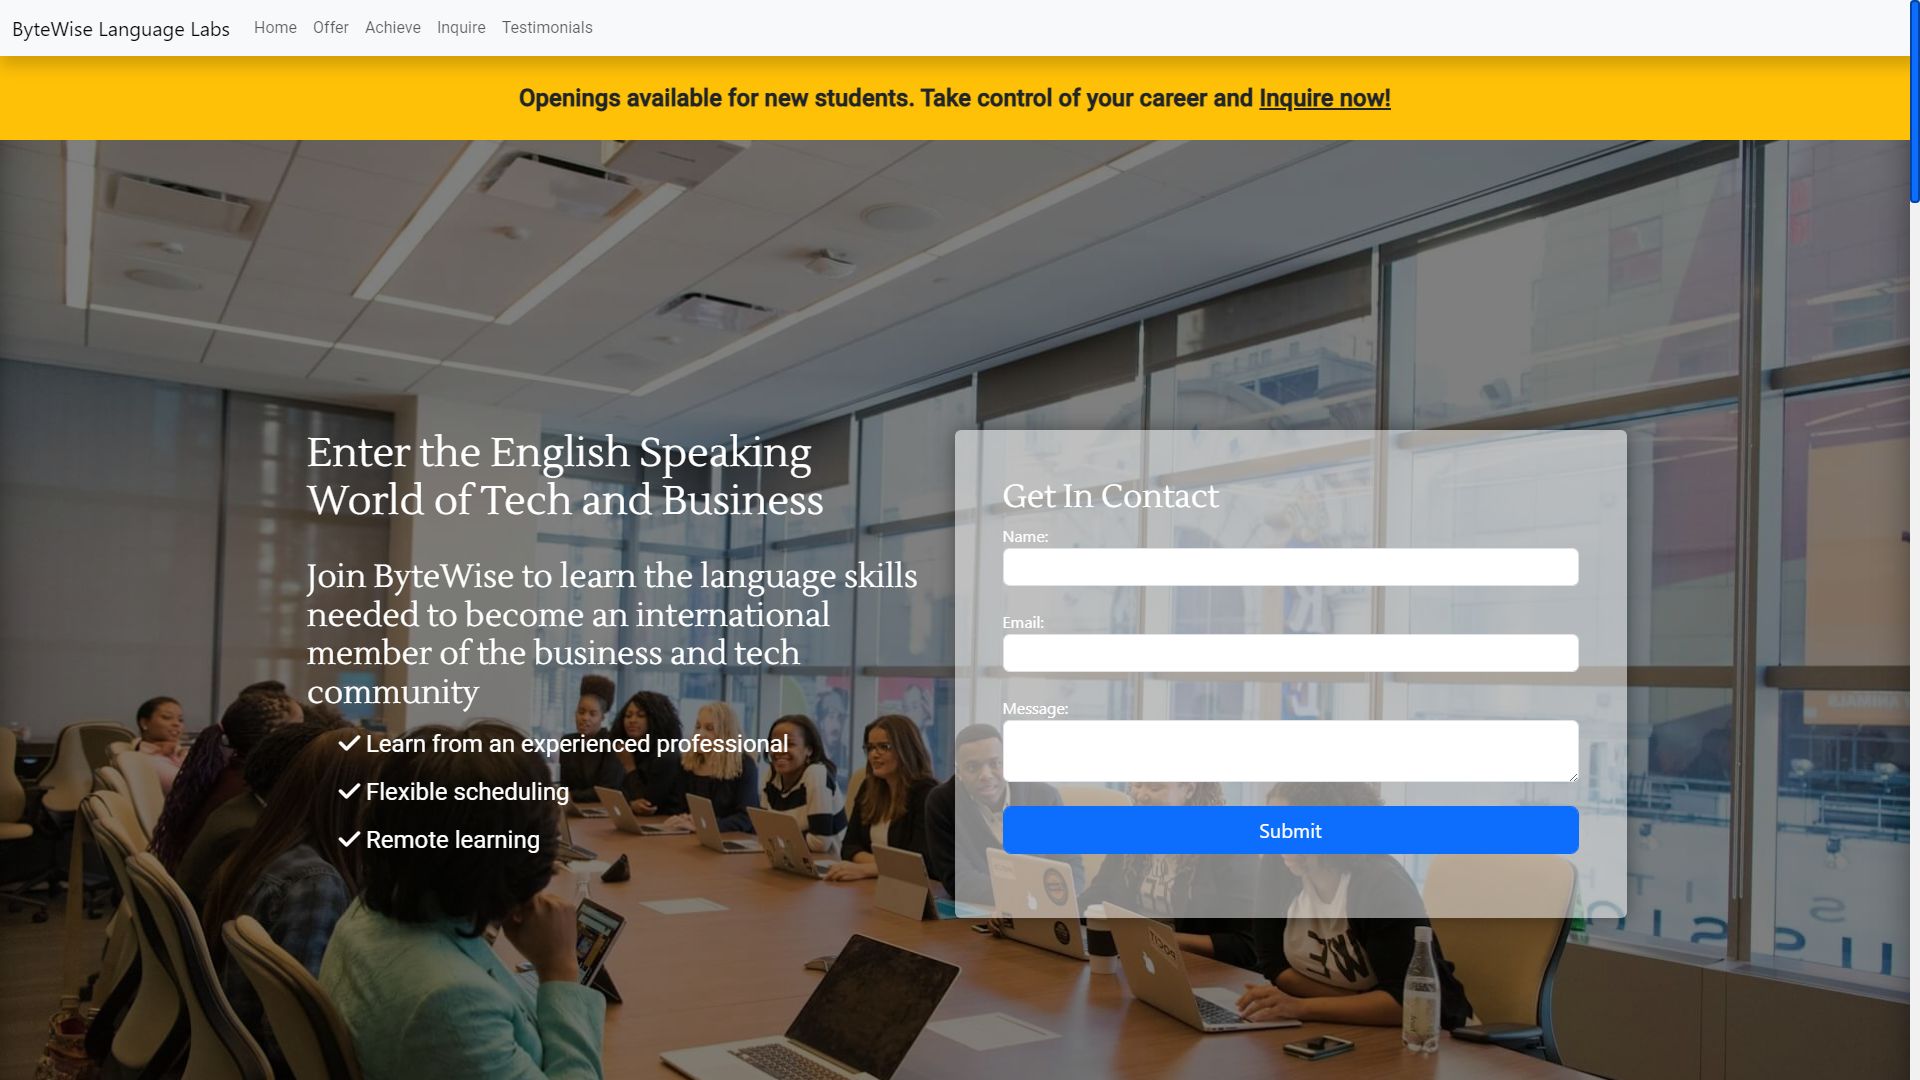 ByteWise Language Labs Home Offer Achieve Inquire Testimonials
Openings available for new students. Take control of your career and Inquire now!
Enter the English Speaking
World of Tech and Business
Join ByteWise to learn the language skills
needed to become an international
member of the business and tech
community
Learn from an experienced professional
Flexible scheduling
Remote learning
Get In Contact
Name:
Email:
Message:
Submit